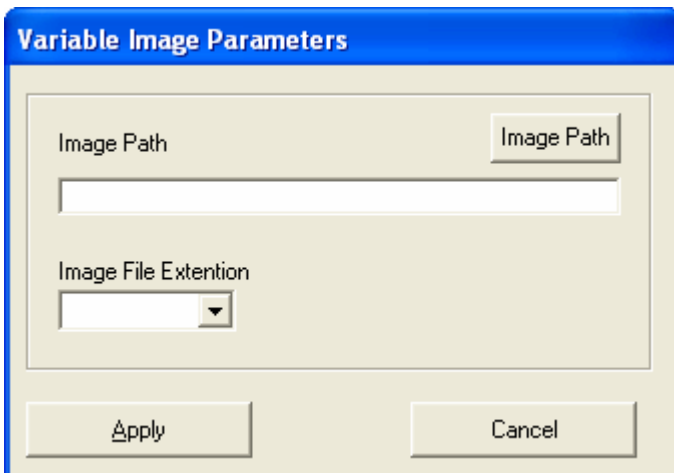 Variable Image Parameters
Image Path
Image Path
Image File Extention
Apply
Cancel